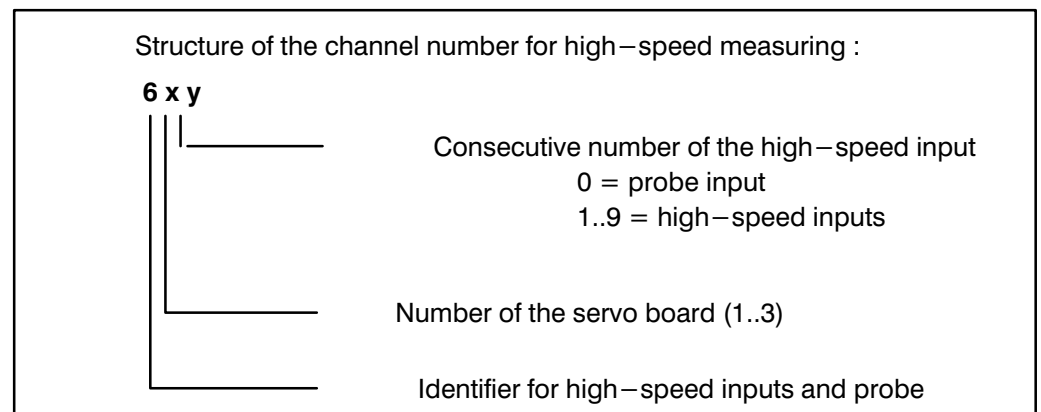 Structure of the channel number for high−speed measuring :
6 x y
Consecutive number of the high−speed input
0 = probe input
1..9 = high−speed inputs
Number of the servo board (1..3)
Identifier for high−speed inputs and probe